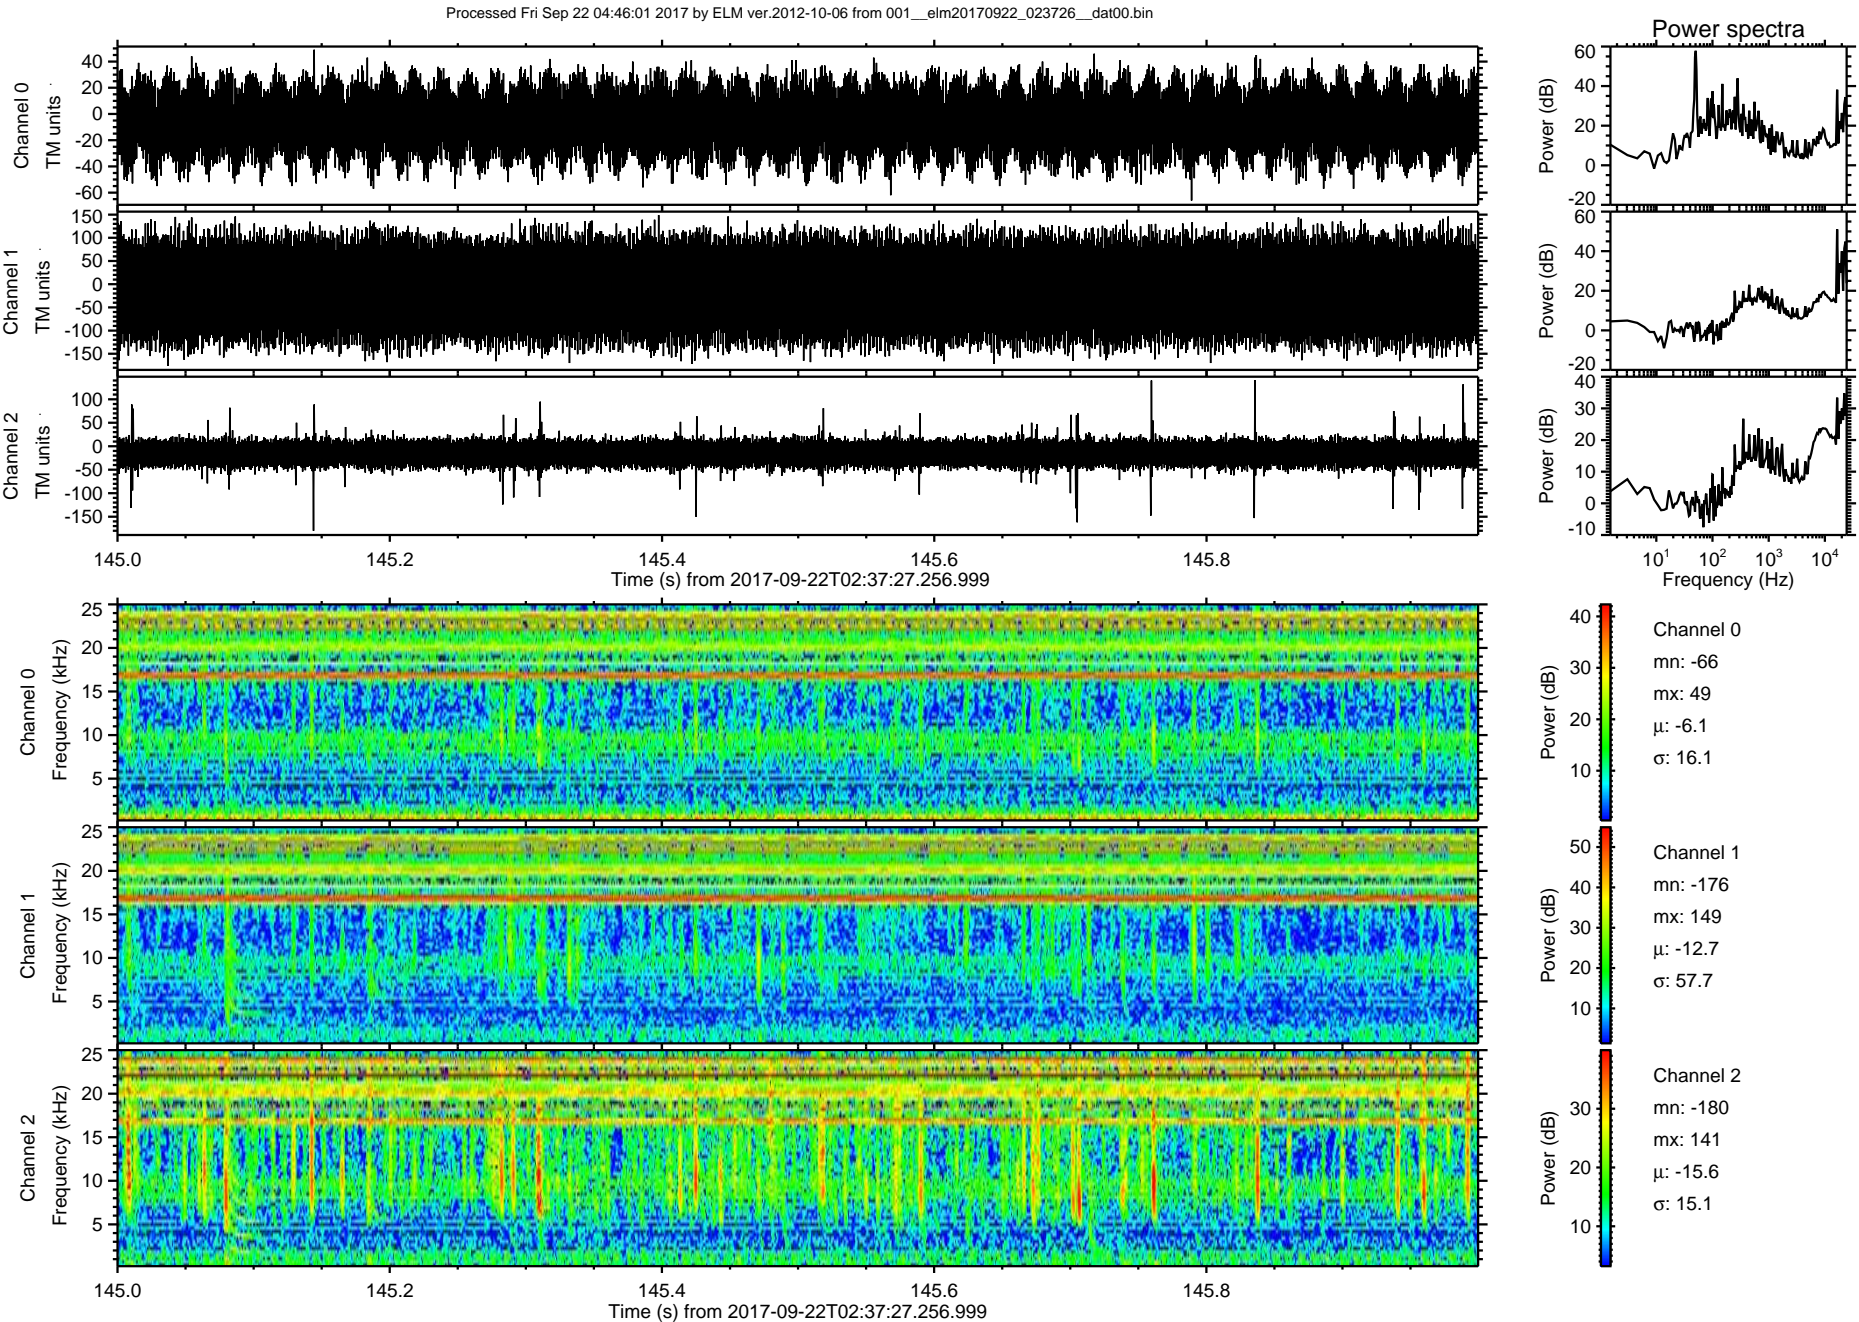 Processed Fri Sep 22 04:46:01 2017 by ELM ver.2012-10-06 from 001__elm20170922_023726__dat00.bin
Power spectra
Channel 0
TM units
40
20
0
-20
-40
-60
Power (dB)
60
40
20
0
-20
Channel 1
TM units
150
100
50
0
-50
-100
-150
Power (dB)
60
40
20
0
-20
Channel 2
TM units
100
50
0
-50
-100
-150
Power (dB)
40
30
20
10
0
-10
145.0 145.2 145.4 145.6 145.8
Time (s) from 2017-09-22T02:37:27.256.999
10^1 10^2 10^3 10^4
Frequency (Hz)
Channel 0
Frequency (kHz)
25
20
15
10
5
Power (dB)
40
30
20
10
Channel 0
mn: -66
mx: 49
μ: -6.1
σ: 16.1
Channel 1
Frequency (kHz)
25
20
15
10
5
Power (dB)
50
40
30
20
10
Channel 1
mn: -176
mx: 149
μ: -12.7
σ: 57.7
Channel 2
Frequency (kHz)
25
20
15
10
5
Power (dB)
30
20
10
Channel 2
mn: -180
mx: 141
μ: -15.6
σ: 15.1
145.0 145.2 145.4 145.6 145.8
Time (s) from 2017-09-22T02:37:27.256.999